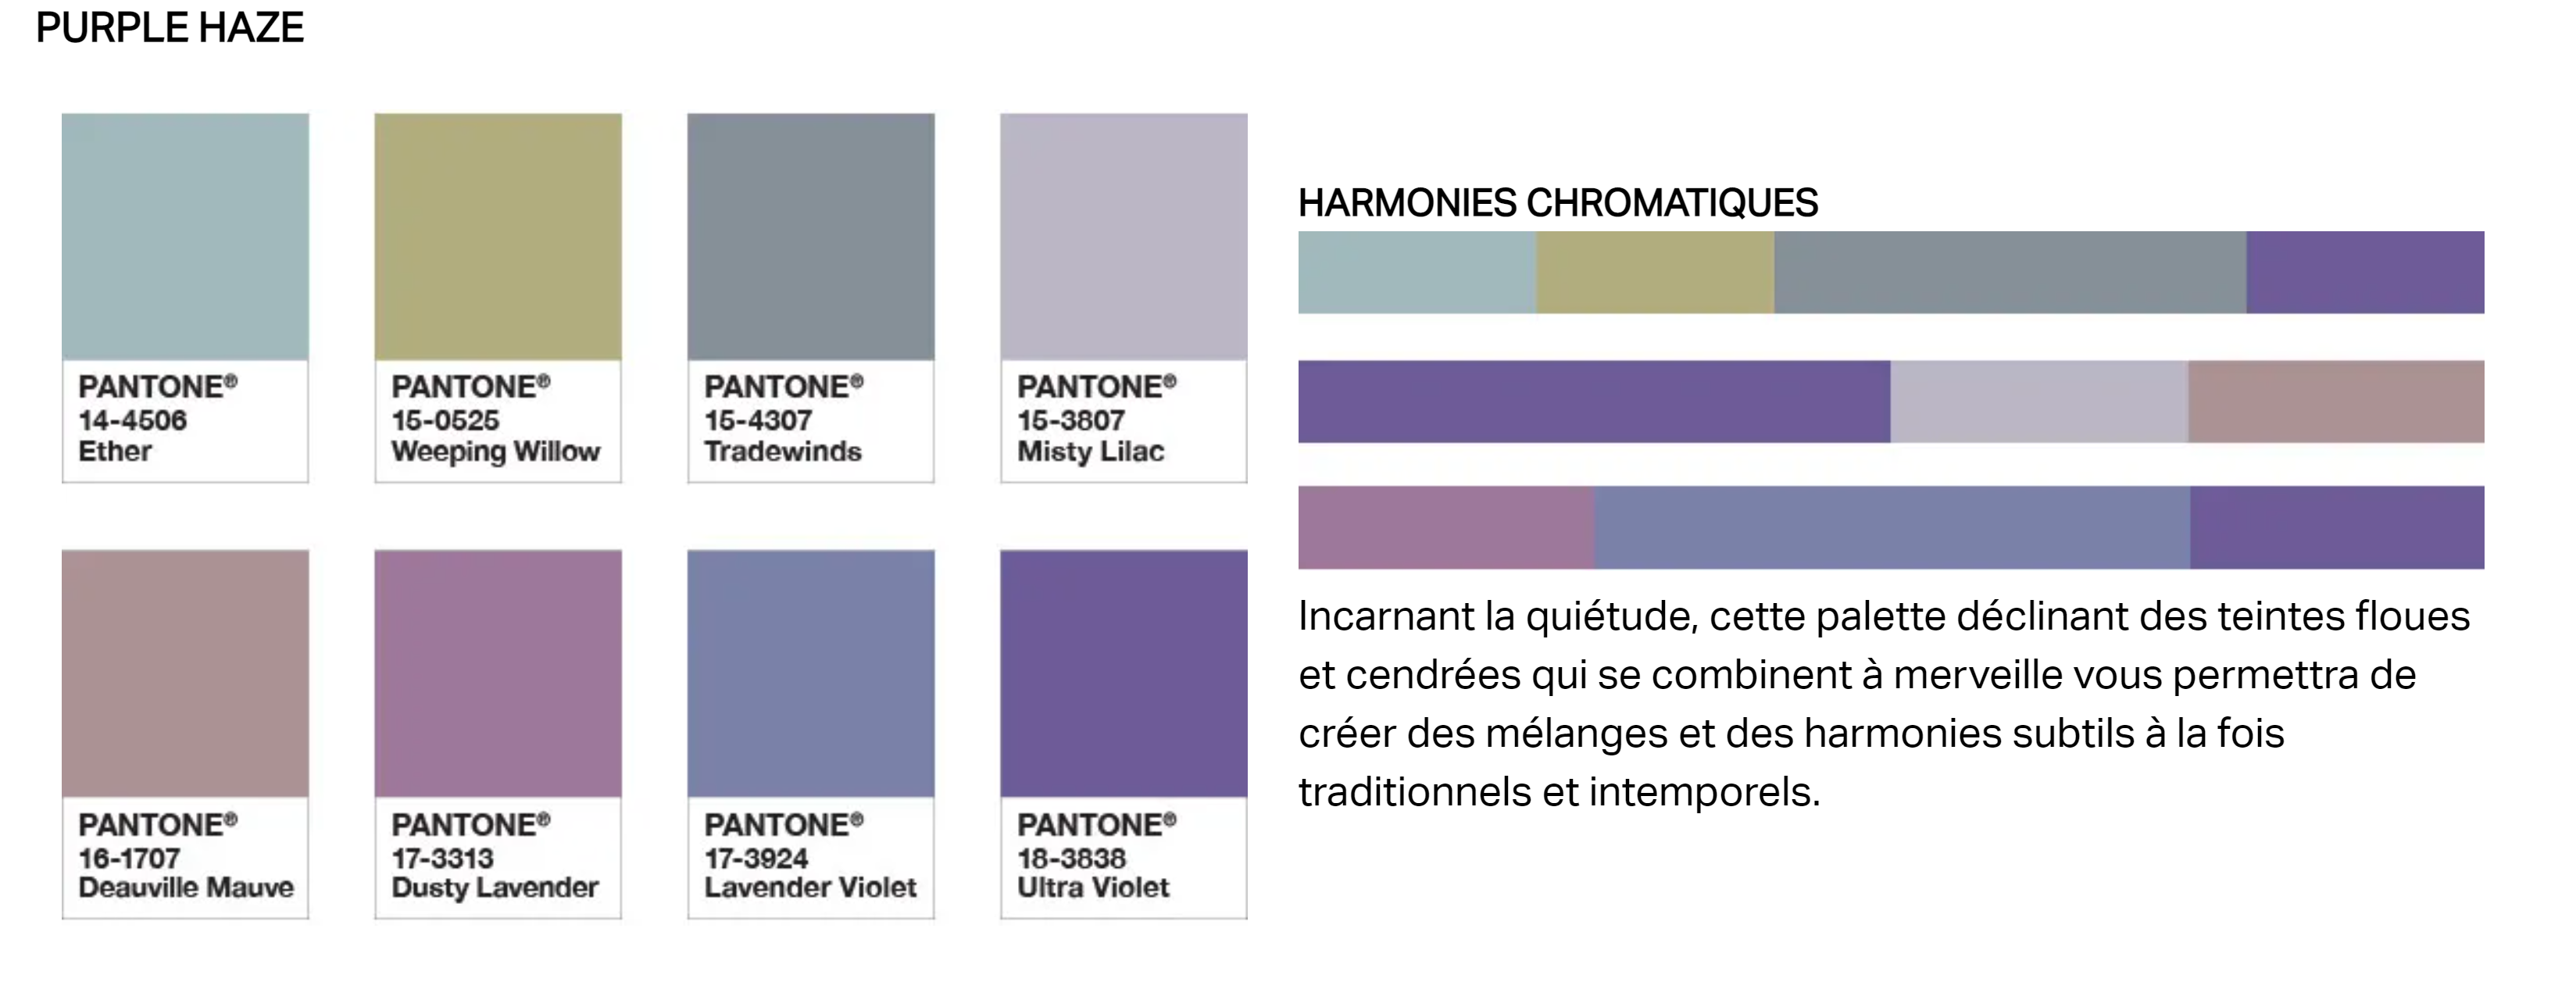 PURPLE HAZE
PANTONE®
14-4506
Ether
PANTONE®
15-0525
Weeping Willow
PANTONE®
15-4307
Tradewinds
PANTONE®
15-3807
Misty Lilac
PANTONE®
16-1707
Deauville Mauve
PANTONE®
17-3313
Dusty Lavender
PANTONE®
17-3924
Lavender Violet
PANTONE®
18-3838
Ultra Violet
HARMONIES CHROMATIQUES
Incarnant la quiétude, cette palette déclinant des teintes floues
et cendrées qui se combinent à merveille vous permettra de
créer des mélanges et des harmonies subtils à la fois
traditionnels et intemporels.